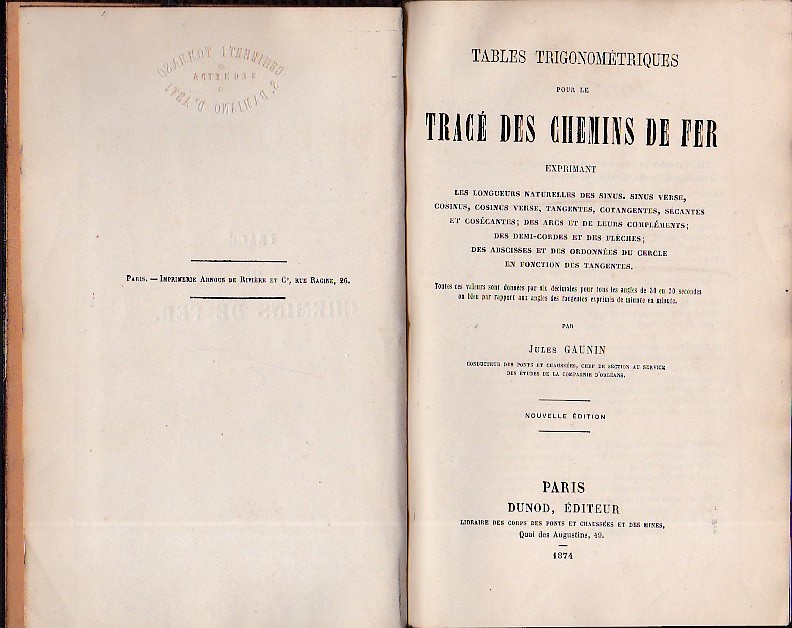 PARIS. — IMPRIMERIE ARNOUS DE RIVIÈRE ET Cᵉ, RUE RACINE, 26.
TABLES TRIGONOMÉTRIQUES
POUR LE
TRACÉ DES CHEMINS DE FER
EXPRIMANT
LES LONGUEURS NATURELLES DES SINUS, SINUS VERSE,
COSINUS, COSINUS VERSE, TANGENTES, COTANGENTES, SÉCANTES
ET COSÉCANTES; DES ARCS ET DE LEURS COMPLÉMENTS;
DES DEMI-CORDES ET DES FLÈCHES;
DES ABSCISSES ET DES ORDONNÉES DU CERCLE
EN FONCTION DES TANGENTES.
Toutes ces valeurs sont données par dix décimales pour tous les angles de 30 en 30 secondes
ou bien par rapport aux angles des tangentes exprimés de minute en minute.
PAR
JULES GAUNIN
CONDUCTEUR DES PONTS ET CHAUSSÉES, CHEF DE SECTION AU SERVICE
DES ÉTUDES DE LA COMPAGNIE D'ORLÉANS.
NOUVELLE ÉDITION
PARIS
DUNOD, ÉDITEUR
LIBRAIRE DES CORPS DES PONTS ET CHAUSSÉES ET DES MINES,
Quai des Augustins, 49.
1874